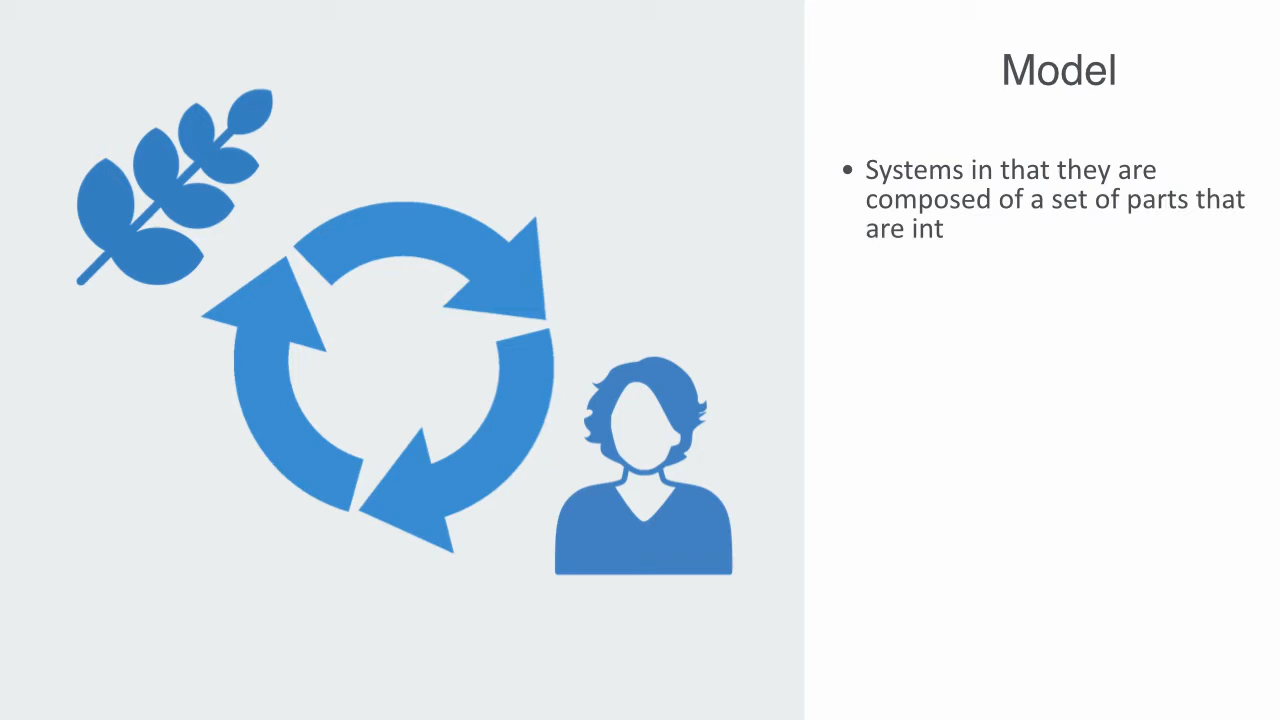 Model
• Systems in that they are
composed of a set of parts that
are int